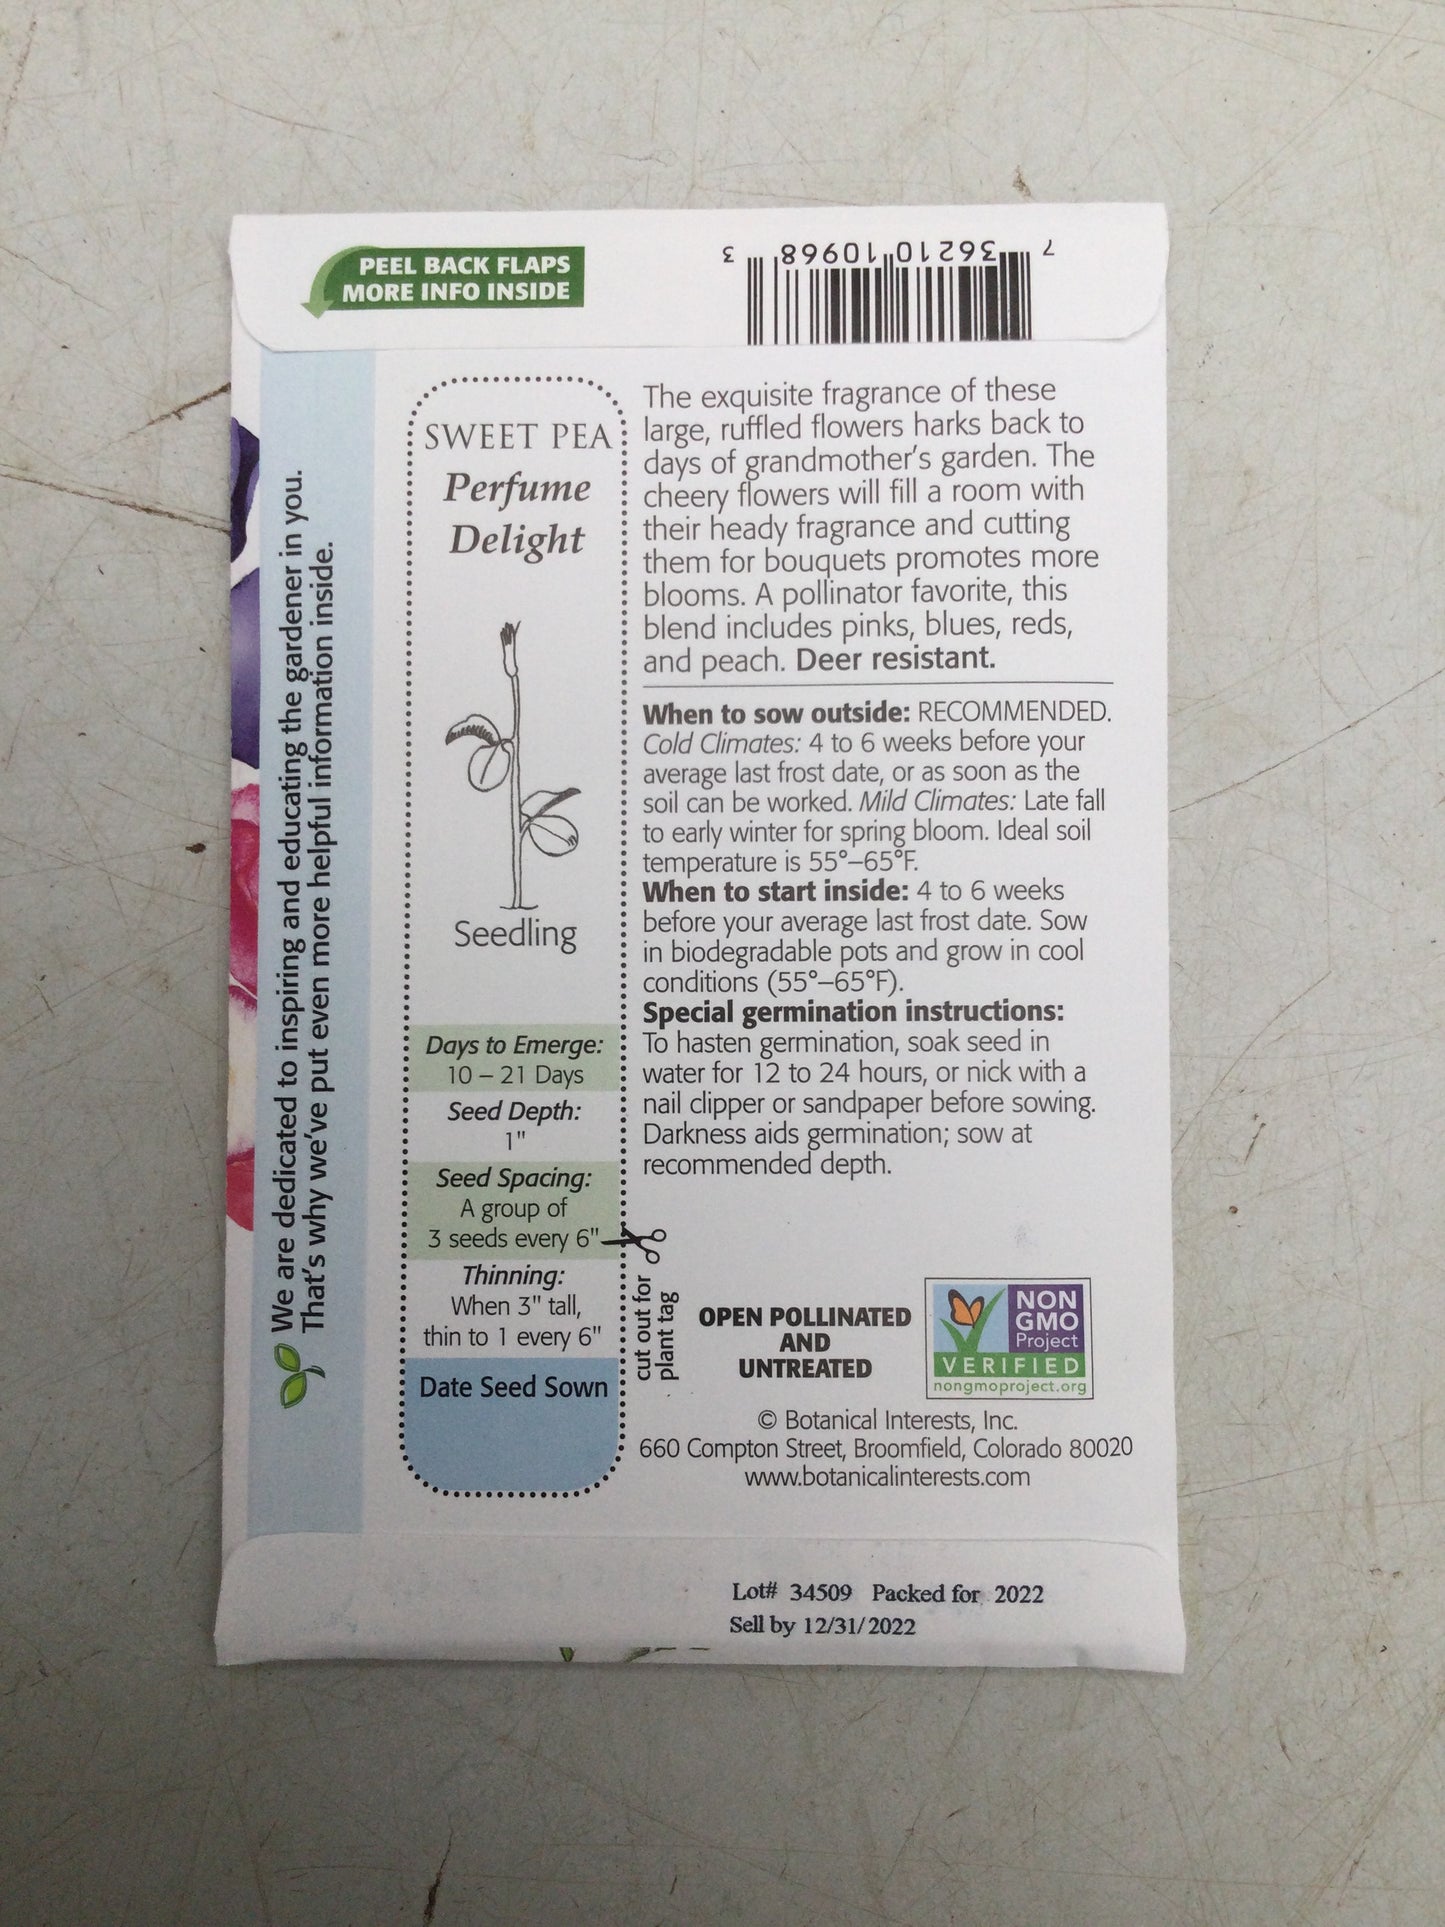 PEEL BACK FLAPS
MORE INFO INSIDE
7 36210 10968 3
We are dedicated to inspiring and educating the gardener in you.
That's why we've put even more helpful information inside.
SWEET PEA
Perfume
Delight
Seedling
Days to Emerge:
10 – 21 Days
Seed Depth:
1"
Seed Spacing:
A group of
3 seeds every 6"
Thinning:
When 3" tall,
thin to 1 every 6"
Date Seed Sown
cut out for
plant tag
The exquisite fragrance of these
large, ruffled flowers harks back to
days of grandmother's garden. The
cheery flowers will fill a room with
their heady fragrance and cutting
them for bouquets promotes more
blooms. A pollinator favorite, this
blend includes pinks, blues, reds,
and peach. Deer resistant.
When to sow outside: RECOMMENDED.
Cold Climates: 4 to 6 weeks before your
average last frost date, or as soon as the
soil can be worked. Mild Climates: Late fall
to early winter for spring bloom. Ideal soil
temperature is 55°–65°F.
When to start inside: 4 to 6 weeks
before your average last frost date. Sow
in biodegradable pots and grow in cool
conditions (55°–65°F).
Special germination instructions:
To hasten germination, soak seed in
water for 12 to 24 hours, or nick with a
nail clipper or sandpaper before sowing.
Darkness aids germination; sow at
recommended depth.
OPEN POLLINATED
AND
UNTREATED
NON
GMO
Project
VERIFIED
nongmoproject.org
© Botanical Interests, Inc.
660 Compton Street, Broomfield, Colorado 80020
www.botanicalinterests.com
Lot# 34509 Packed for 2022
Sell by 12/31/2022